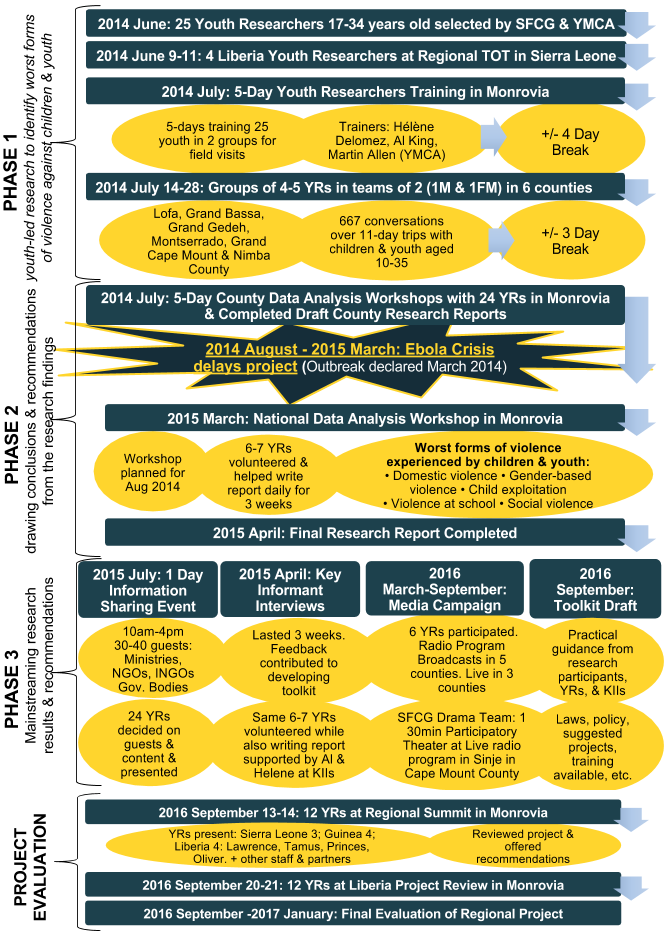 PHASE 1
youth-led research to identify worst forms
of violence against children & youth
2014 June: 25 Youth Researchers 17-34 years old selected by SFCG & YMCA
2014 June 9-11: 4 Liberia Youth Researchers at Regional TOT in Sierra Leone
2014 July: 5-Day Youth Researchers Training in Monrovia
5-days training 25
youth in 2 groups for
field visits
Trainers: Hélène
Delomez, Al King,
Martin Allen (YMCA)
+/- 4 Day
Break
2014 July 14-28: Groups of 4-5 YRs in teams of 2 (1M & 1FM) in 6 counties
Lofa, Grand Bassa,
Grand Gedeh,
Montserrado, Grand
Cape Mount & Nimba
County
667 conversations
over 11-day trips with
children & youth aged
10-35
+/- 3 Day
Break
PHASE 2
drawing conclusions & recommendations
from the research findings
2014 July: 5-Day County Data Analysis Workshops with 24 YRs in Monrovia
& Completed Draft County Research Reports
2014 August - 2015 March: Ebola Crisis
delays project (Outbreak declared March 2014)
2015 March: National Data Analysis Workshop in Monrovia
Workshop
planned for
Aug 2014
6-7 YRs
volunteered &
helped write
report daily for
3 weeks
Worst forms of violence
experienced by children & youth:
• Domestic violence • Gender-based
violence • Child exploitation
• Violence at school • Social violence
2015 April: Final Research Report Completed
PHASE 3
Mainstreaming research
results & recommendations
2015 July: 1 Day
Information
Sharing Event
10am-4pm
30-40 guests:
Ministries,
NGOs, INGOs
Gov. Bodies
24 YRs
decided on
guests &
content &
presented
2015 April: Key
Informant
Interviews
Lasted 3 weeks.
Feedback
contributed to
developing
toolkit
Same 6-7 YRs
volunteered while
also writing report
supported by Al &
Helene at KIIs
2016
March-September:
Media Campaign
6 YRs participated.
Radio Program
Broadcasts in 5
counties. Live in 3
counties
SFCG Drama Team: 1
30min Participatory
Theater at Live radio
program in Sinje in
Cape Mount County
2016
September:
Toolkit Draft
Practical
guidance from
research
participants,
YRs, & KIIs
Laws, policy,
suggested
projects,
training
available, etc.
PROJECT
EVALUATION
2016 September 13-14: 12 YRs at Regional Summit in Monrovia
YRs present: Sierra Leone 3; Guinea 4;
Liberia 4: Lawrence, Tamus, Princes,
Oliver. + other staff & partners
Reviewed project &
offered
recommendations
2016 September 20-21: 12 YRs at Liberia Project Review in Monrovia
2016 September -2017 January: Final Evaluation of Regional Project